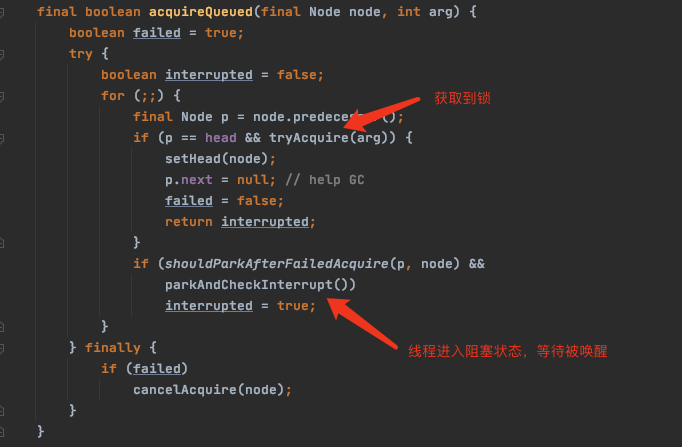 final boolean acquireQueued(final Node node, int arg) {
boolean failed = true;
try {
boolean interrupted = false;
for (;;) {
获取到锁
final Node p = node.predece();
if (p == head && tryAcquire(arg)) {
setHead(node);
p.next = null; // help GC
failed = false;
return interrupted;
}
if (shouldParkAfterFailedAcquire(p, node) &&
parkAndCheckInterrupt())
interrupted = true;
线程进入阻塞状态，等待被唤醒
}
} finally {
if (failed)
cancelAcquire(node);
}
}